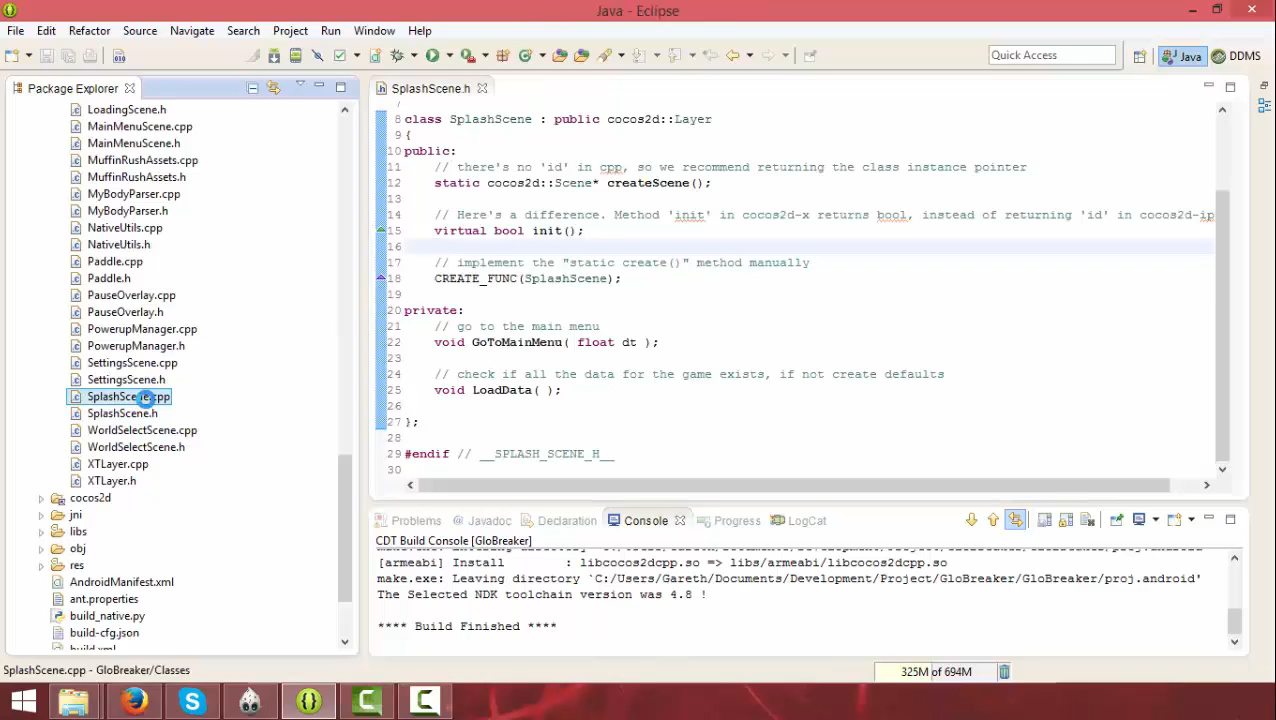 Java - Eclipse
File Edit Refactor Source Navigate Search Project Run Window Help
Quick Access
Java
DDMS
Package Explorer
LoadingScene.h
MainMenuScene.cpp
MainMenuScene.h
MuffinRushAssets.cpp
MuffinRushAssets.h
MyBodyParser.cpp
MyBodyParser.h
NativeUtils.cpp
NativeUtils.h
Paddle.cpp
Paddle.h
PauseOverlay.cpp
PauseOverlay.h
PowerupManager.cpp
PowerupManager.h
SettingsScene.cpp
SettingsScene.h
SplashScene.cpp
SplashScene.h
WorldSelectScene.cpp
WorldSelectScene.h
XTLayer.cpp
XTLayer.h
cocos2d
jni
libs
obj
res
AndroidManifest.xml
ant.properties
build_native.py
build-cfg.json
build.xml
SplashScene.h
7
8 class SplashScene : public cocos2d::Layer
9 {
10 public:
11 // there's no 'id' in cpp, so we recommend returning the class instance pointer
12 static cocos2d::Scene* createScene();
13
14 // Here's a difference. Method 'init' in cocos2d-x returns bool, instead of returning 'id' in cocos2d-ip
15 virtual bool init();
16
17 // implement the "static create()" method manually
18 CREATE_FUNC(SplashScene);
19
20 private:
21 // go to the main menu
22 void GoToMainMenu( float dt );
23
24 // check if all the data for the game exists, if not create defaults
25 void LoadData( );
26
27 };
28
29 #endif // __SPLASH_SCENE_H__
30
Problems Javadoc Declaration Console Progress LogCat
CDT Build Console [GloBreaker]
[armeabi] Install : libcocos2dcpp.so => libs/armeabi/libcocos2dcpp.so
make.exe: Leaving directory `C:/Users/Gareth/Documents/Development/Project/GloBreaker/GloBreaker/proj.android'
The Selected NDK toolchain version was 4.8 !
**** Build Finished ****
SplashScene.cpp - GloBreaker/Classes
325M of 694M